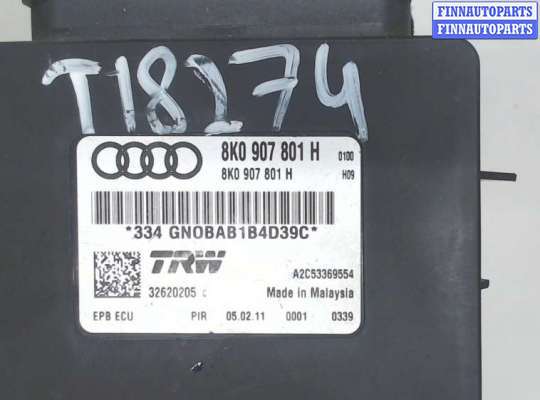 FINNAUTOPARTS
FINNAUTOPARTS
T18274
8K0 907 801 H 0100
8K0 907 801 H H09
*334 GNOBAB1B4D39C*
TRW
A2C53369554
32620205 C
Made in Malaysia
EPB ECU PIR 05.02.11 0001 0339